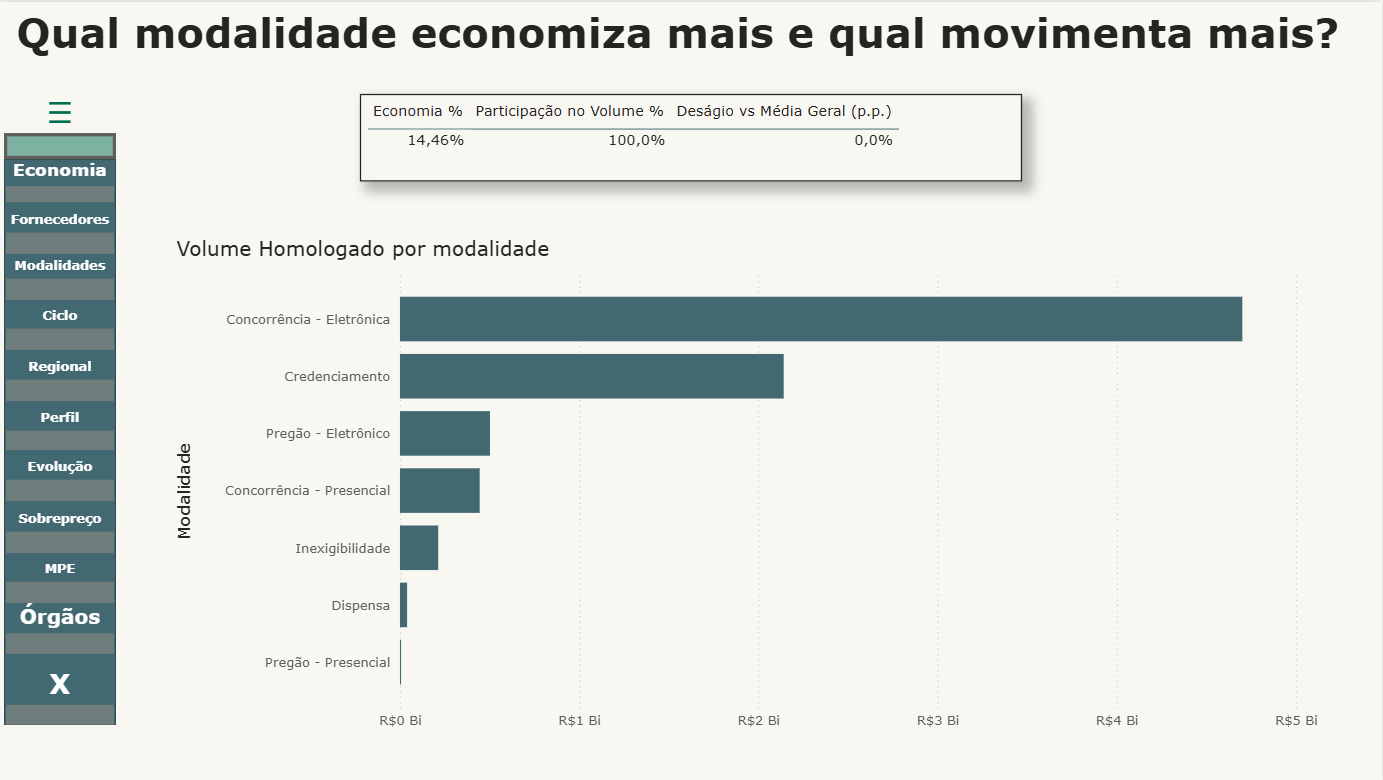 Qual modalidade economiza mais e qual movimenta mais?
☰
Economia
Fornecedores
Modalidades
Ciclo
Regional
Perfil
Evolução
Sobrepreço
MPE
Órgãos
X
Economia % Participação no Volume % Deságio vs Média Geral (p.p.)
14,46% 100,0% 0,0%
Volume Homologado por modalidade
Modalidade
Concorrência - Eletrônica
Credenciamento
Pregão - Eletrônico
Concorrência - Presencial
Inexigibilidade
Dispensa
Pregão - Presencial
R$0 Bi R$1 Bi R$2 Bi R$3 Bi R$4 Bi R$5 Bi